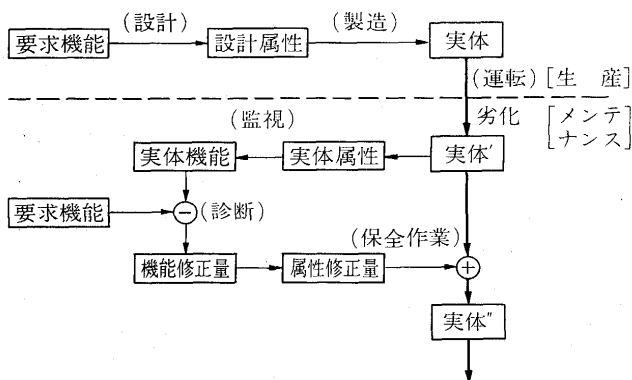 (設計)
(製造)
要求機能
設計属性
実体
(運転)
[生 産]
(監視)
劣化
[メンテ
ナンス]
実体機能
実体属性
実体′
要求機能
−
(診断)
(保全作業)
機能修正量
属性修正量
+
実体″